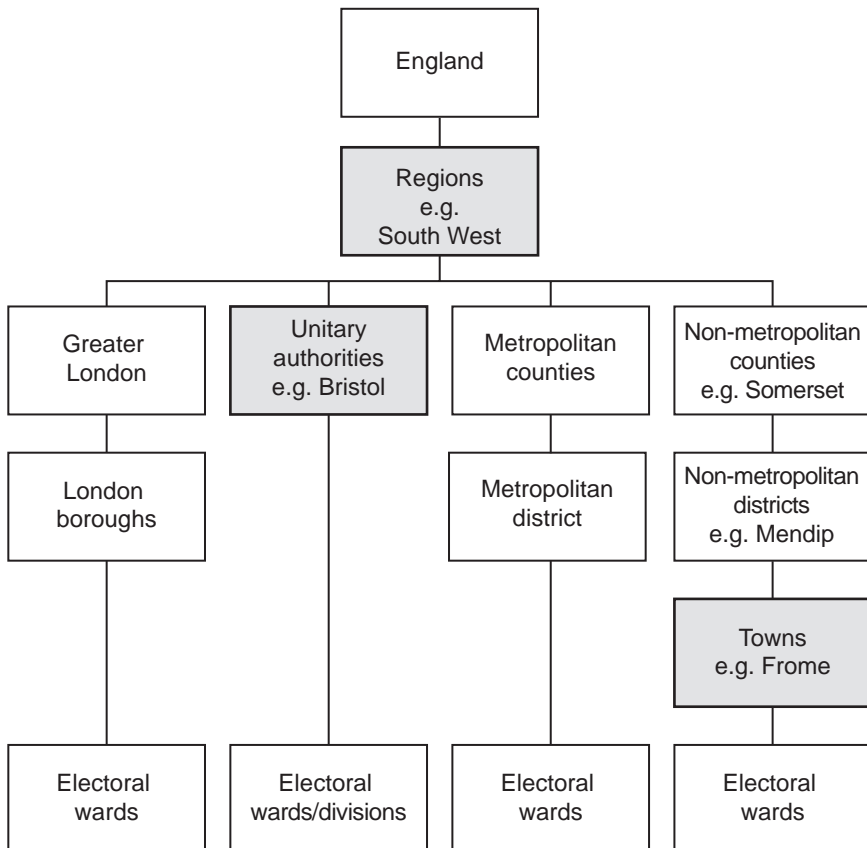 England
Regions
e.g.
South West
Greater
London
Unitary
authorities
e.g. Bristol
Metropolitan
counties
Non-metropolitan
counties
e.g. Somerset
London
boroughs
Metropolitan
district
Non-metropolitan
districts
e.g. Mendip
Towns
e.g. Frome
Electoral
wards
Electoral
wards/divisions
Electoral
wards
Electoral
wards